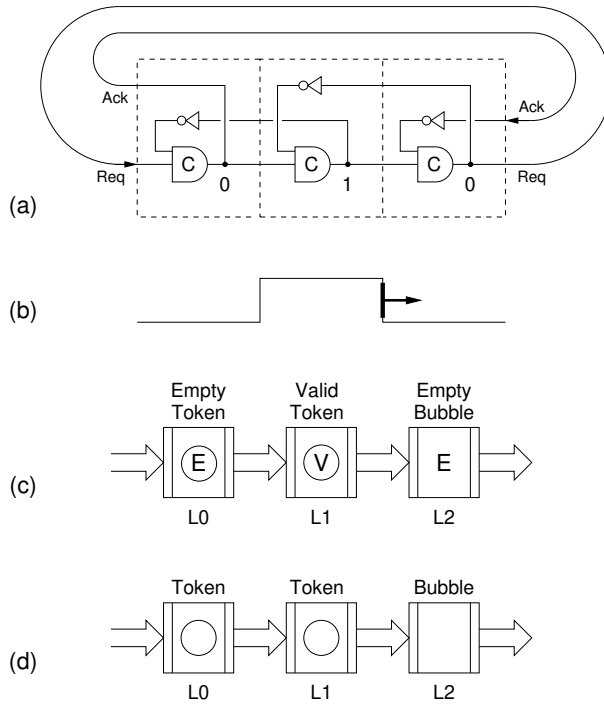 Ack
Ack
C
C
C
Req
0
1
0
Req
(a)
(b)
Empty Token
Valid Token
Empty Bubble
E
V
E
(c)
L0
L1
L2
Token
Token
Bubble
(d)
L0
L1
L2